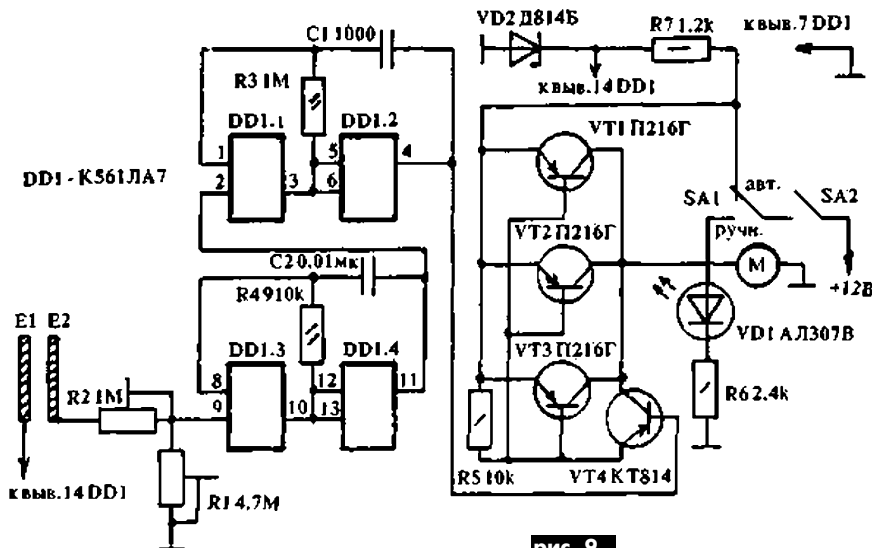 C1 1000
VD2 Д814Б
R7 1.2k
квыв.7 DD1
R3 1M
квыв.14 DD1
DD1.1
DD1.2
VT1 П216Г
1
5
4
DD1 - К561ЛА7
2
3
6
авт.
SA1
SA2
ручн.
VT2 П216Г
C2 0,01мк
М
R4 910k
+12В
E1
E2
DD1.3
DD1.4
VD1 АЛ307В
VT3 П216Г
R2 1M
8
12
11
9
10
13
R6 2.4k
квыв.14 DD1
R1 4,7M
R5 10k
VT4 КТ814
рис. 8